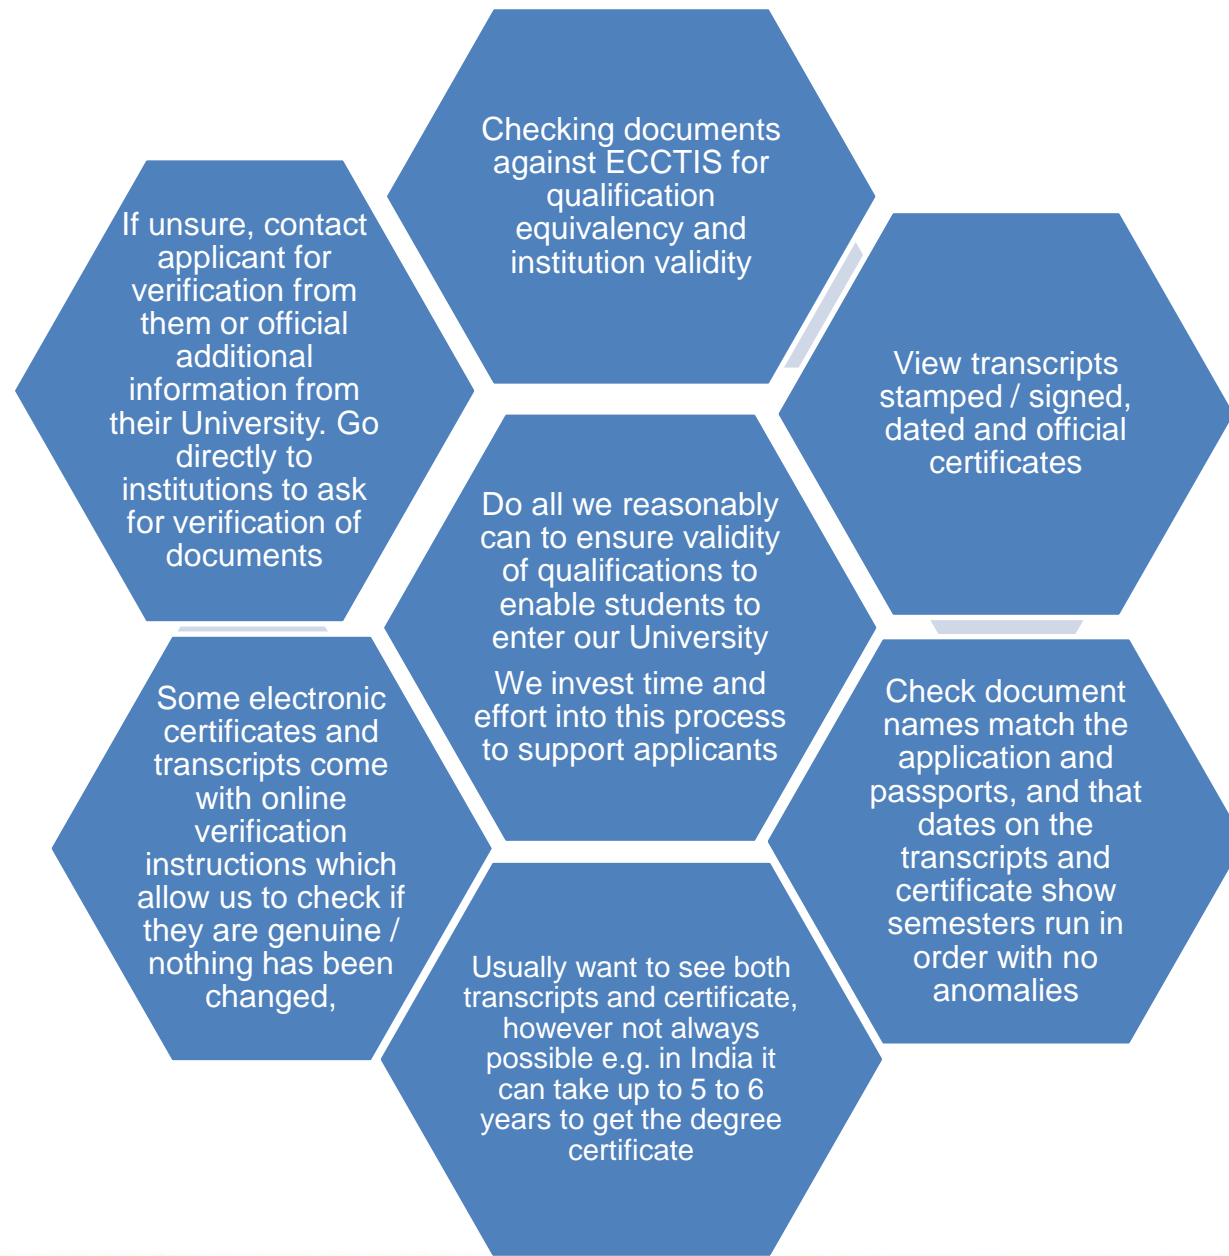 Checking documents
against ECCTIS for
qualification
equivalency and
institution validity
View transcripts
stamped / signed,
dated and official
certificates
Check document
names match the
application and
passports, and that
dates on the
transcripts and
certificate show
semesters run in
order with no
anomalies
Usually want to see both
transcripts and certificate,
however not always
possible e.g. in India it
can take up to 5 to 6
years to get the degree
certificate
Some electronic
certificates and
transcripts come
with online
verification
instructions which
allow us to check if
they are genuine /
nothing has been
changed,
If unsure, contact
applicant for
verification from
them or official
additional
information from
their University. Go
directly to
institutions to ask
for verification of
documents
Do all we reasonably
can to ensure validity
of qualifications to
enable students to
enter our University
We invest time and
effort into this process
to support applicants